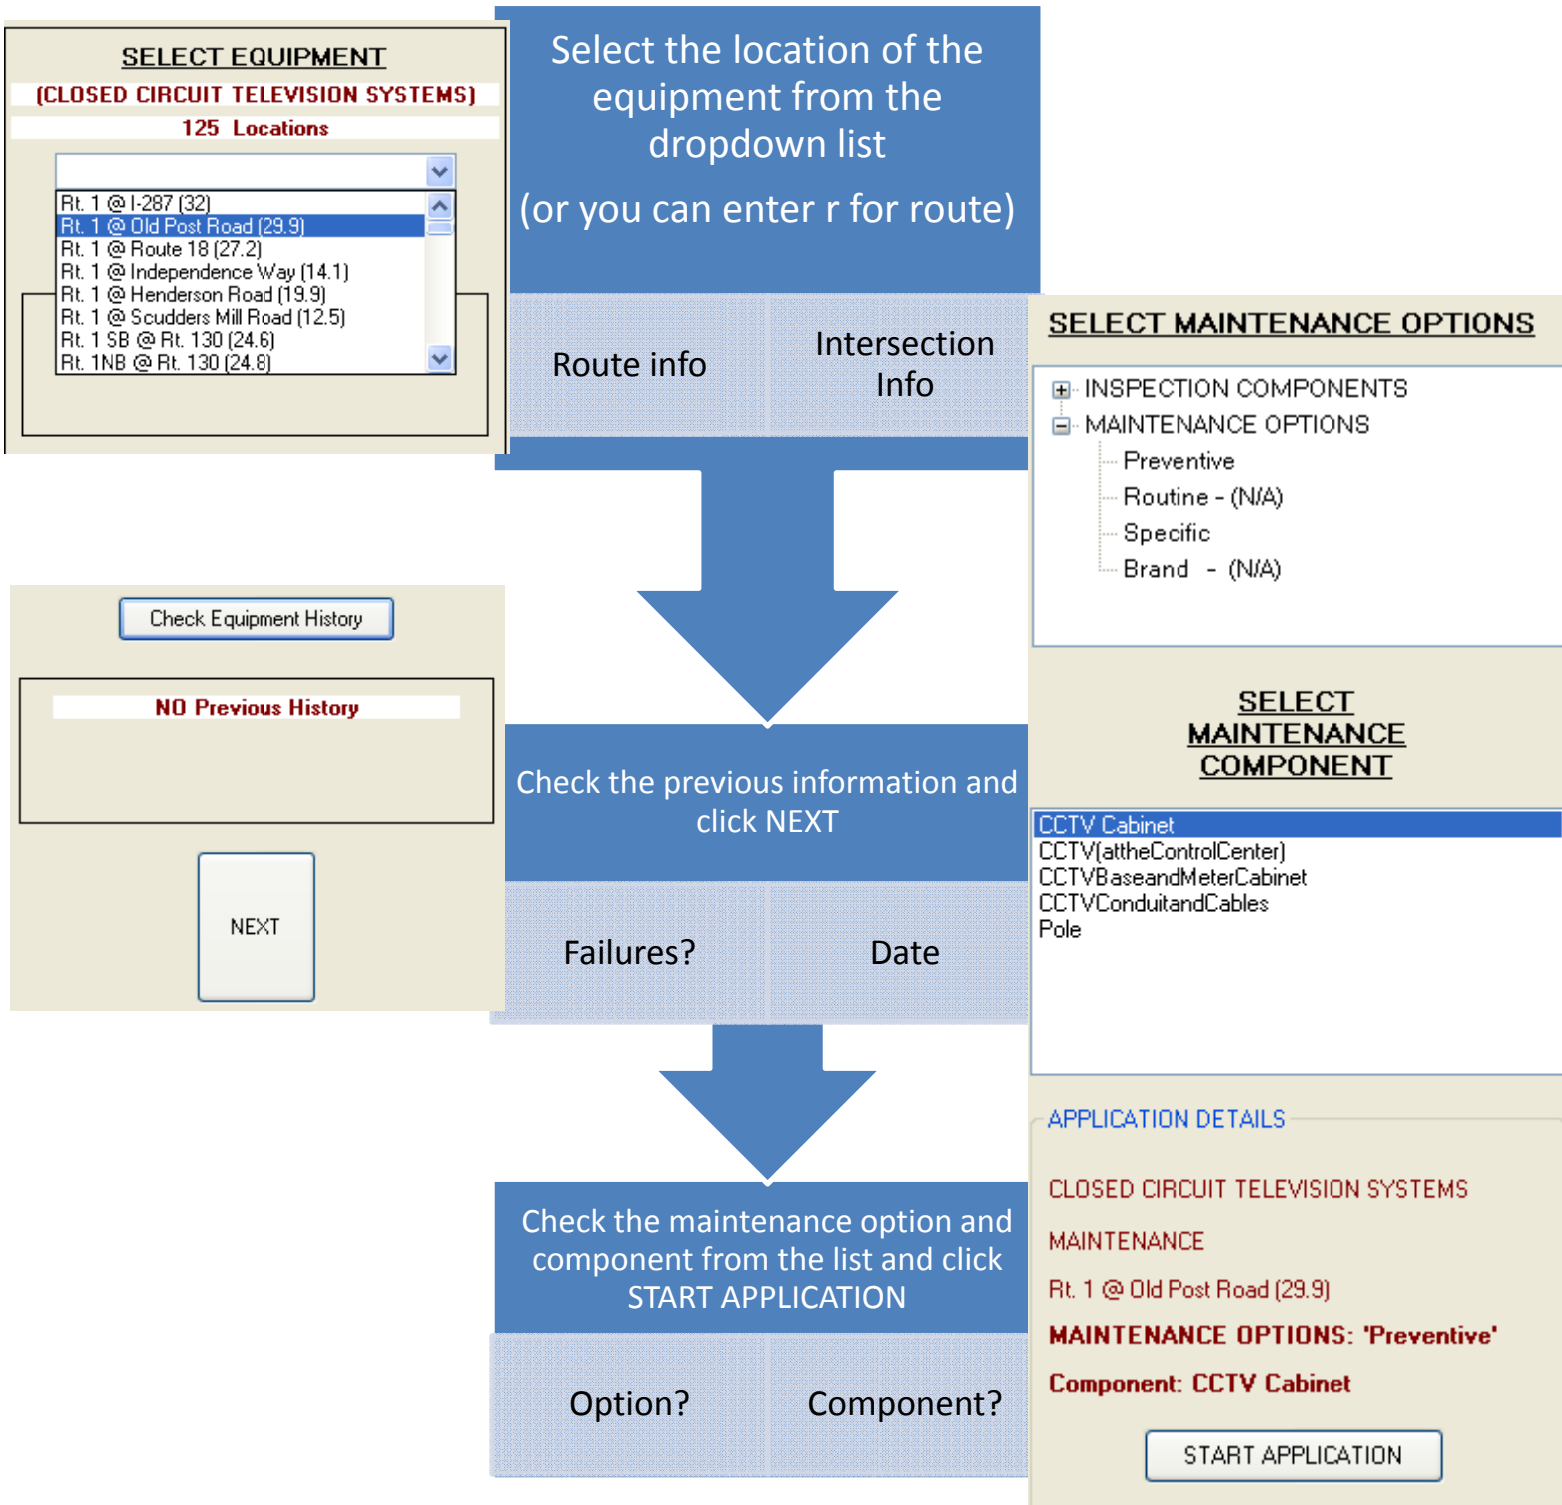 SELECT EQUIPMENT
(CLOSED CIRCUIT TELEVISION SYSTEMS)
125 Locations
Rt. 1 @ I-287 (32)
Rt. 1 @ Old Post Road (29.9)
Rt. 1 @ Route 18 (27.2)
Rt. 1 @ Independence Way (14.1)
Rt. 1 @ Henderson Road (19.9)
Rt. 1 @ Scudders Mill Road (12.5)
Rt. 1 SB @ Rt. 130 (24.6)
Rt. 1NB @ Rt. 130 (24.8)
Select the location of the
equipment from the
dropdown list
(or you can enter r for route)
Route info
Intersection
Info
Check Equipment History
NO Previous History
NEXT
Check the previous information and
click NEXT
Failures?
Date
Check the maintenance option and
component from the list and click
START APPLICATION
Option?
Component?
SELECT MAINTENANCE OPTIONS
INSPECTION COMPONENTS
MAINTENANCE OPTIONS
Preventive
Routine - (N/A)
Specific
Brand - (N/A)
SELECT
MAINTENANCE
COMPONENT
CCTV Cabinet
CCTV(attheControlCenter)
CCTVBaseandMeterCabinet
CCTVConduitandCables
Pole
APPLICATION DETAILS
CLOSED CIRCUIT TELEVISION SYSTEMS
MAINTENANCE
Rt. 1 @ Old Post Road (29.9)
MAINTENANCE OPTIONS: 'Preventive'
Component: CCTV Cabinet
START APPLICATION